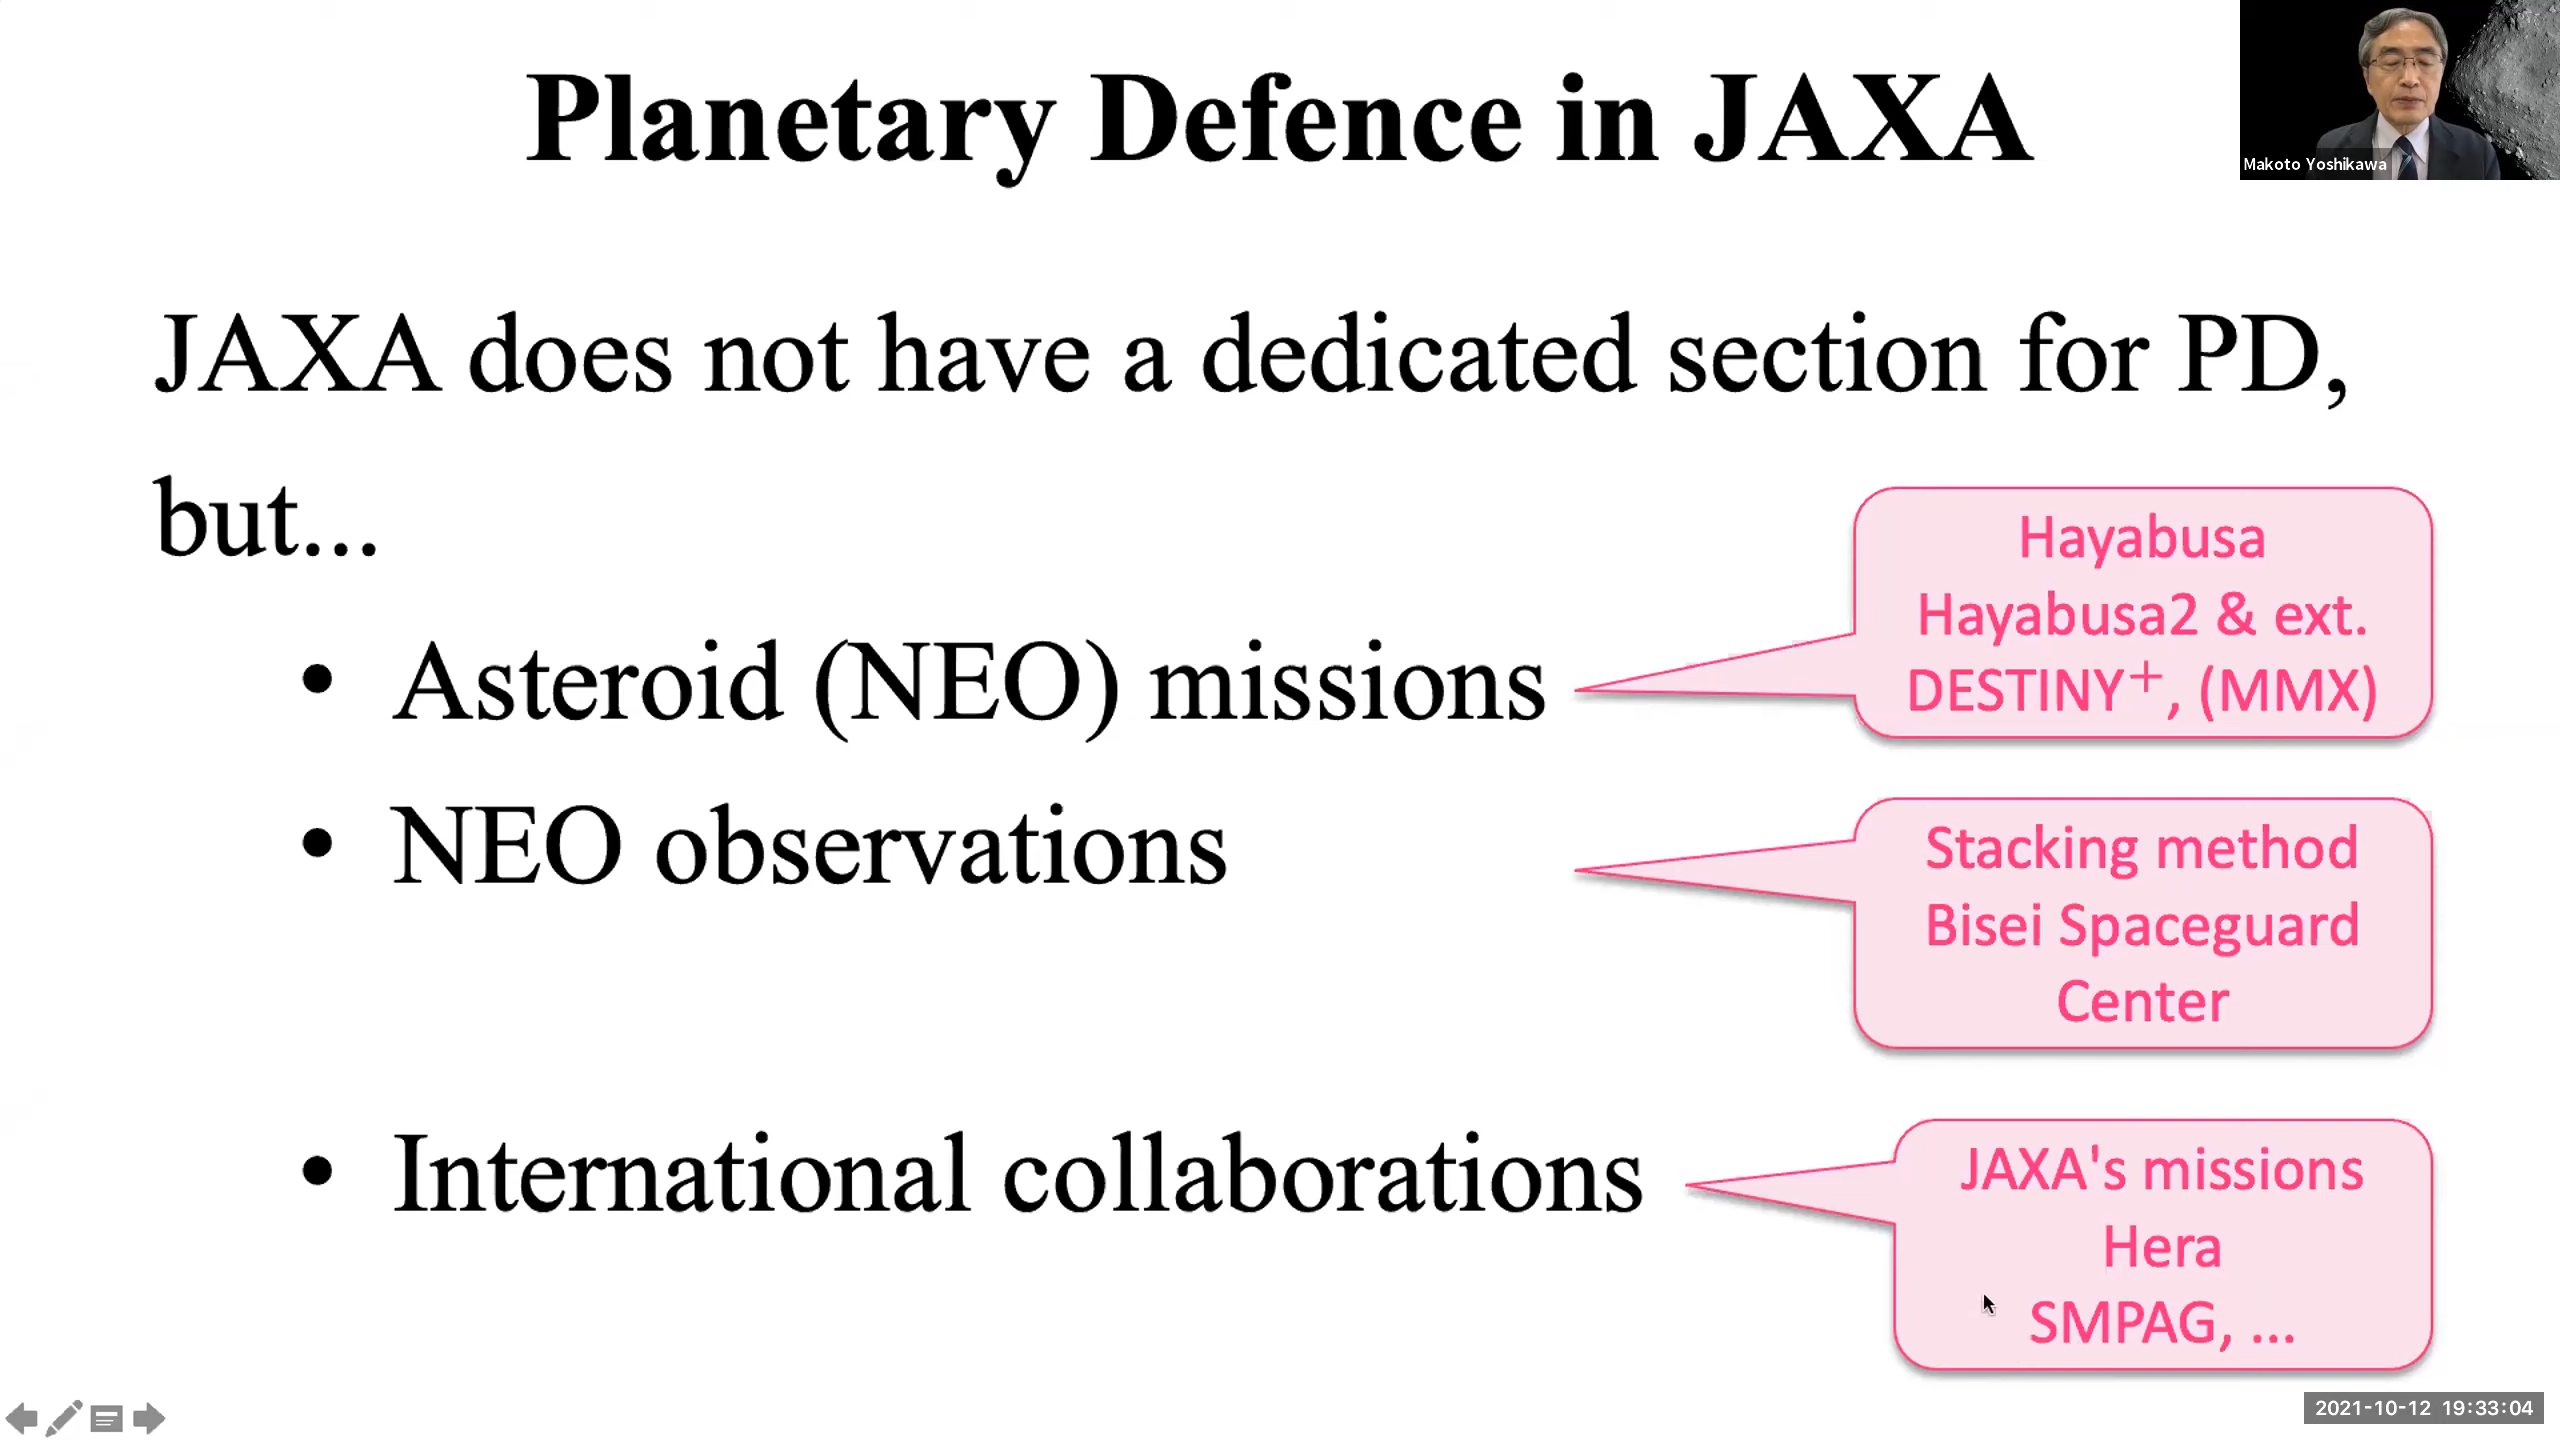 Planetary Defence in JAXA
Makoto Yoshikawa
JAXA does not have a dedicated section for PD,
but...
• Asteroid (NEO) missions
Hayabusa
Hayabusa2 & ext.
DESTINY⁺, (MMX)
• NEO observations
Stacking method
Bisei Spaceguard
Center
• International collaborations
JAXA's missions
Hera
SMPAG, ...
2021-10-12 19:33:04